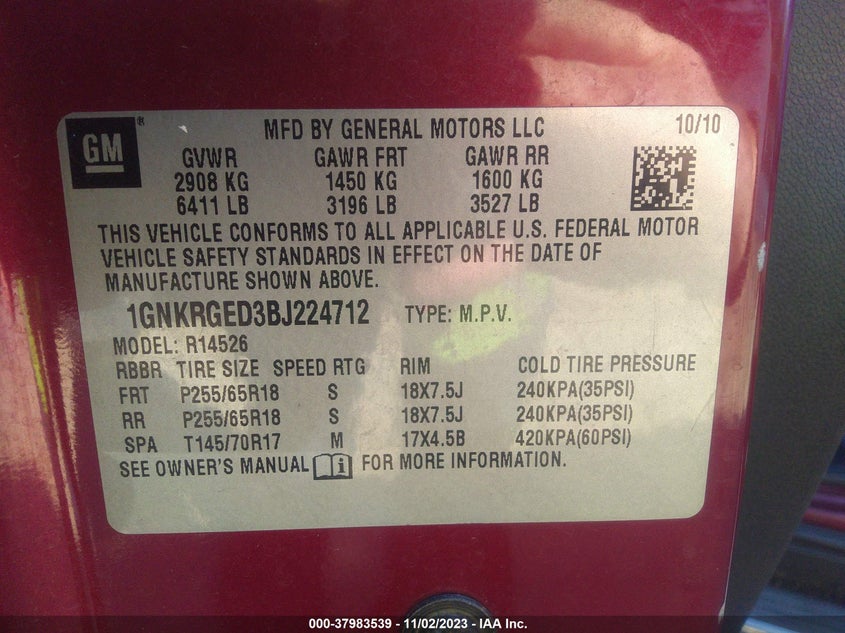 GM®
MFD BY GENERAL MOTORS LLC 10/10
GVWR GAWR FRT GAWR RR
2908 KG 1450 KG 1600 KG
6411 LB 3196 LB 3527 LB
THIS VEHICLE CONFORMS TO ALL APPLICABLE U.S. FEDERAL MOTOR
VEHICLE SAFETY STANDARDS IN EFFECT ON THE DATE OF
MANUFACTURE SHOWN ABOVE.
1GNKRGED3BJ224712 TYPE: M.P.V.
MODEL: R14526
RBBR TIRE SIZE SPEED RTG RIM COLD TIRE PRESSURE
FRT P255/65R18 S 18X7.5J 240KPA(35PSI)
RR P255/65R18 S 18X7.5J 240KPA(35PSI)
SPA T145/70R17 M 17X4.5B 420KPA(60PSI)
SEE OWNER'S MANUAL i FOR MORE INFORMATION.
000-37983539 - 11/02/2023 - IAA Inc.